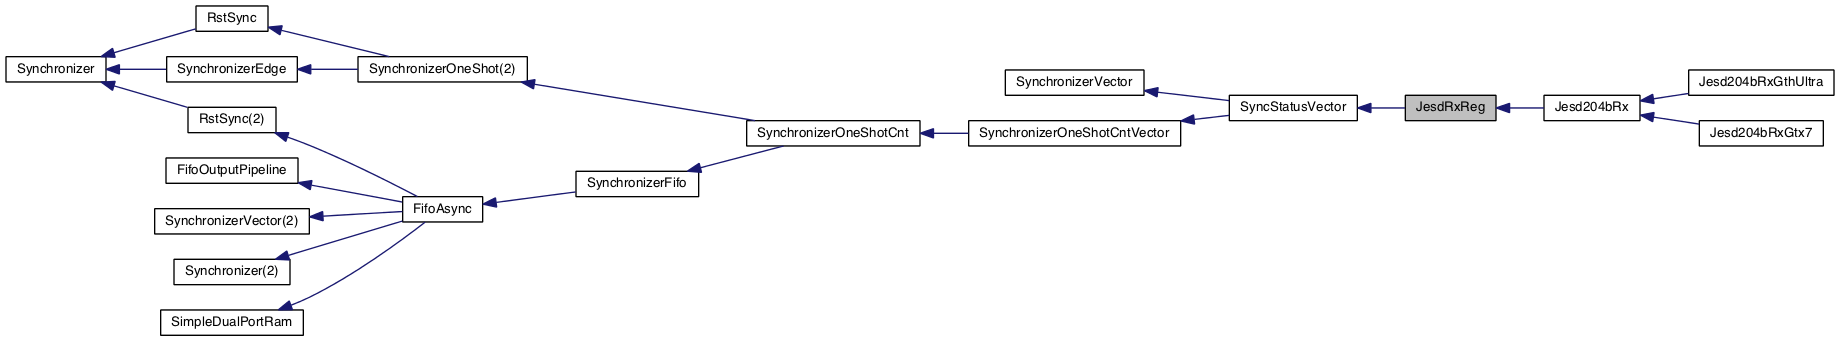 RstSync
Synchronizer
SynchronizerEdge
SynchronizerOneShot(2)
RstSync(2)
FifoOutputPipeline
SynchronizerVector(2)
Synchronizer(2)
SimpleDualPortRam
FifoAsync
SynchronizerFifo
SynchronizerOneShotCnt
SynchronizerVector
SynchronizerOneShotCntVector
SyncStatusVector
JesdRxReg
Jesd204bRx
Jesd204bRxGthUltra
Jesd204bRxGtx7